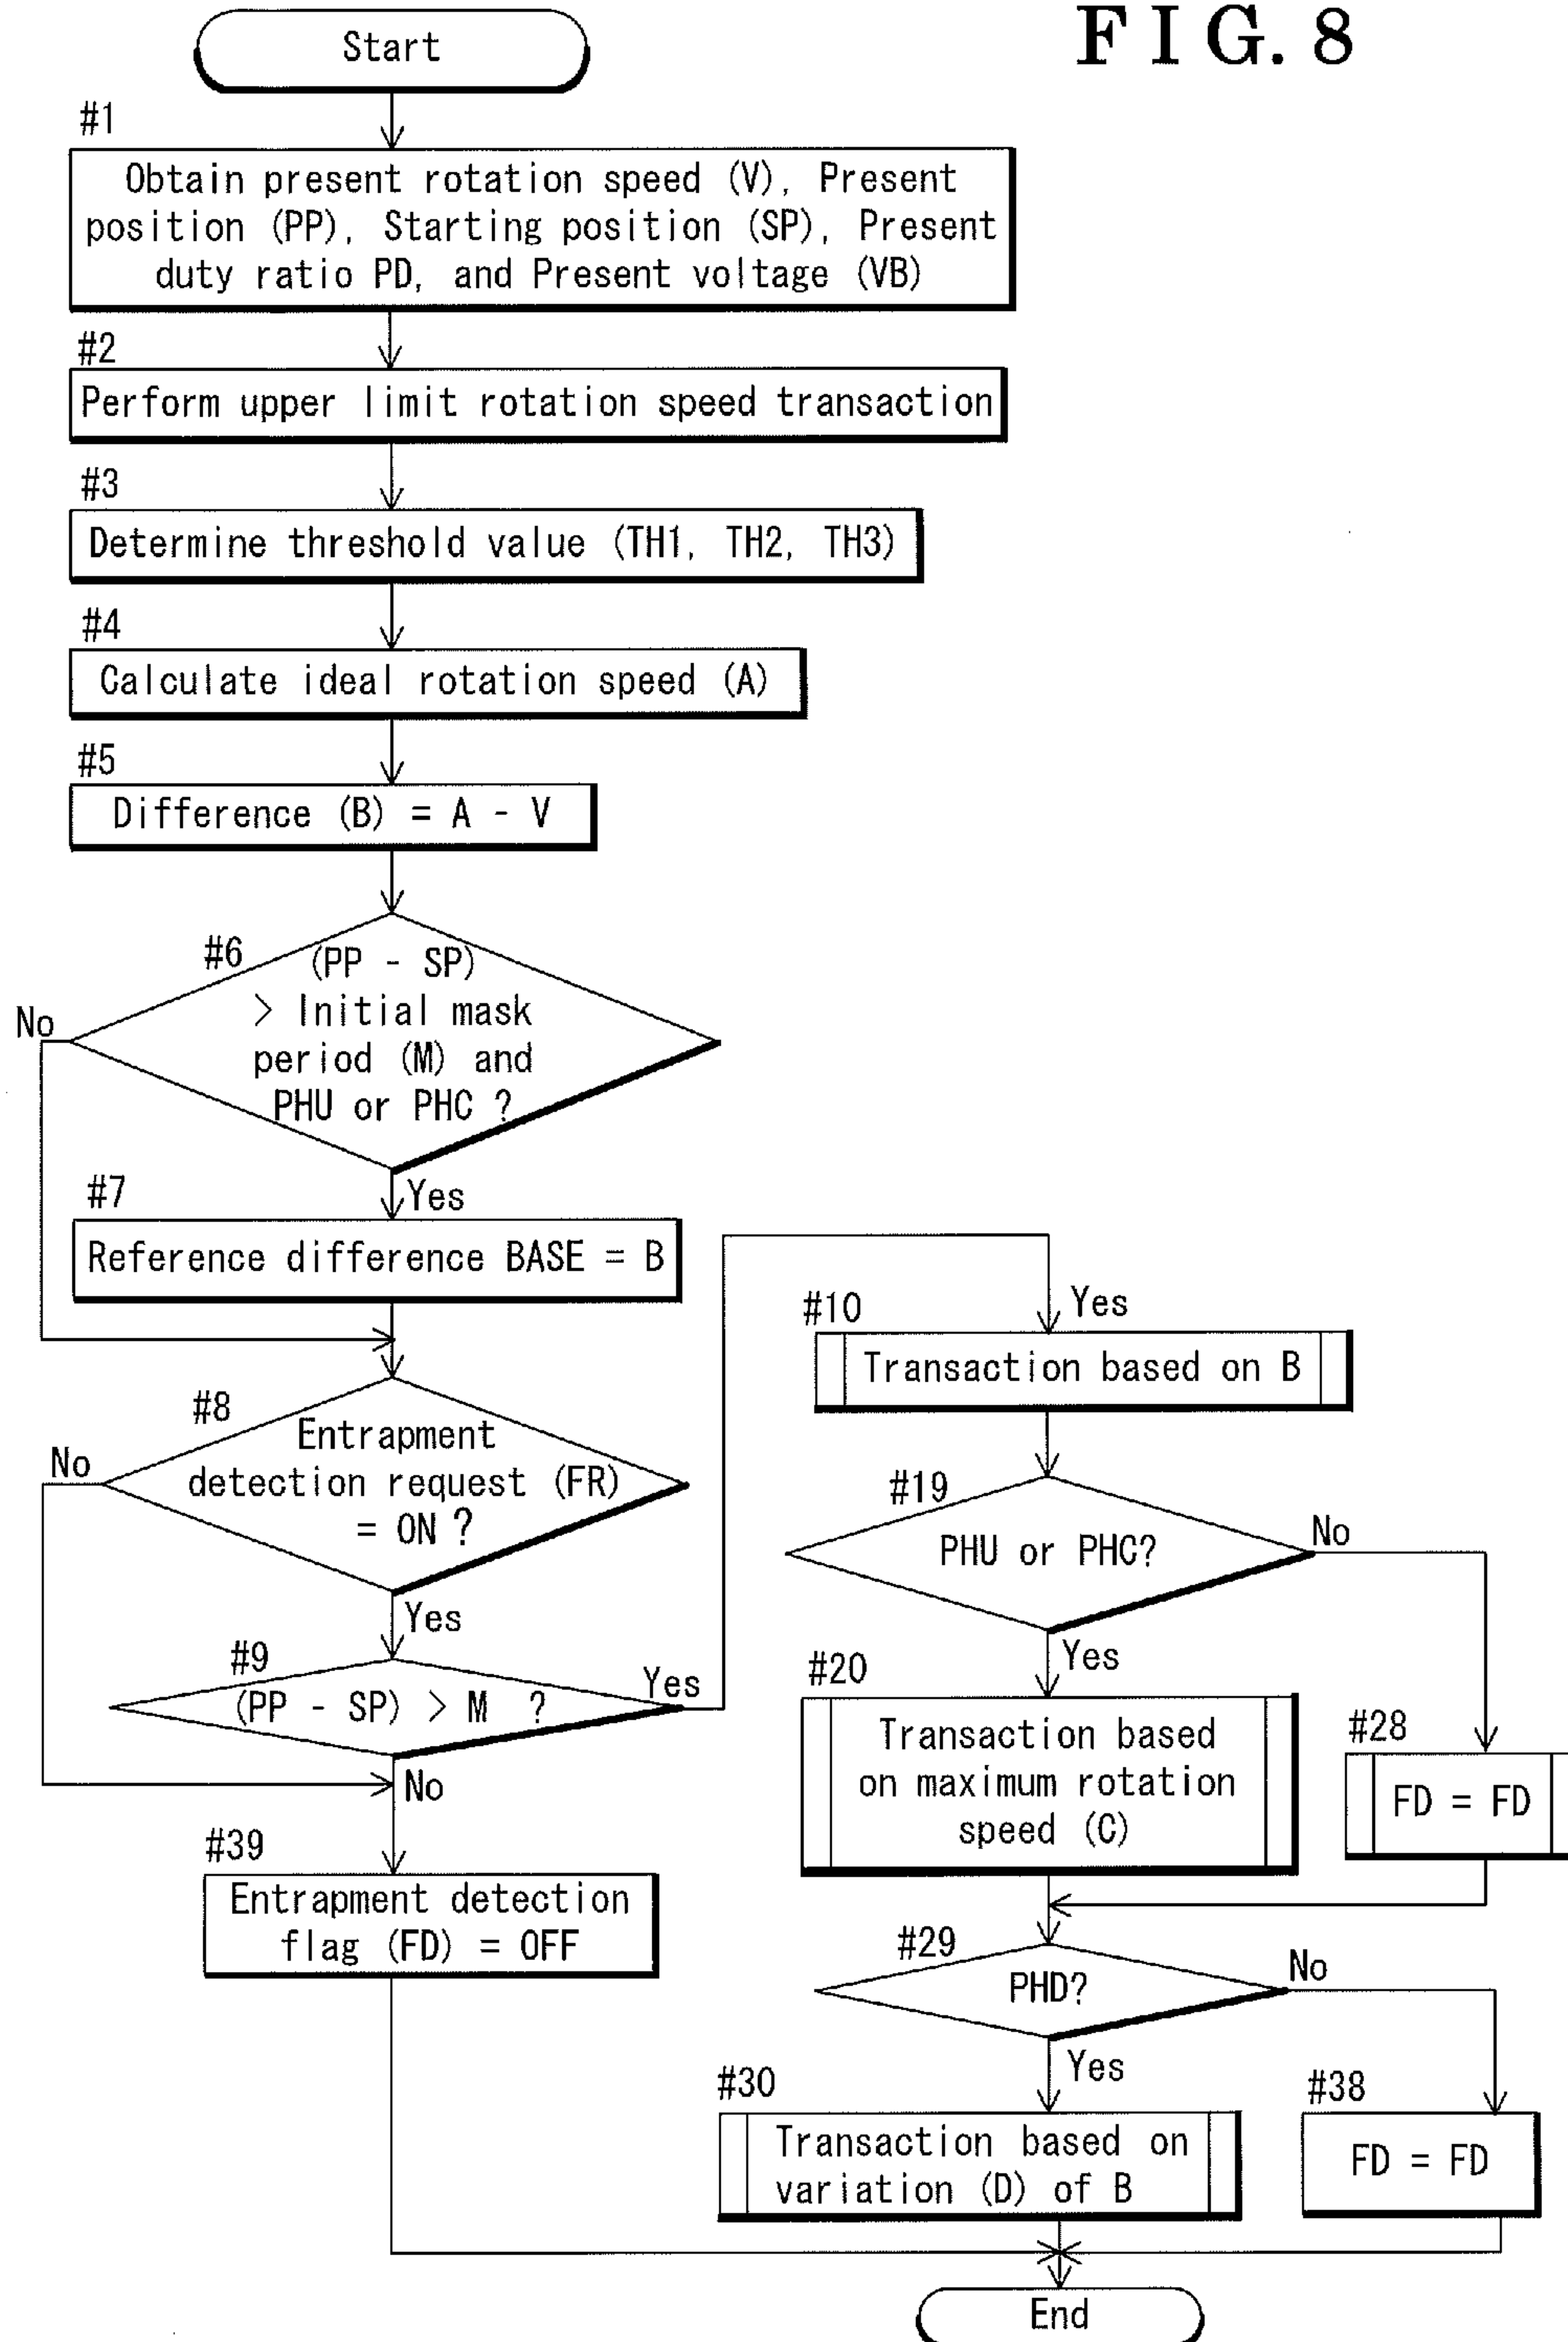 FIG. 8
Start
#1
Obtain present rotation speed (V), Present
position (PP), Starting position (SP), Present
duty ratio PD, and Present voltage (VB)
#2
Perform upper limit rotation speed transaction
#3
Determine threshold value (TH1, TH2, TH3)
#4
Calculate ideal rotation speed (A)
#5
Difference (B) = A - V
#6
(PP - SP)
> Initial mask
period (M) and
PHU or PHC ?
No
Yes
#7
Reference difference BASE = B
#8
Entrapment
detection request (FR)
= ON ?
No
Yes
#9
(PP - SP) > M ?
Yes
No
#39
Entrapment detection
flag (FD) = OFF
Yes
#10
Transaction based on B
#19
PHU or PHC?
No
Yes
#20
Transaction based
on maximum rotation
speed (C)
#28
FD = FD
#29
PHD?
No
Yes
#30
Transaction based on
variation (D) of B
#38
FD = FD
End